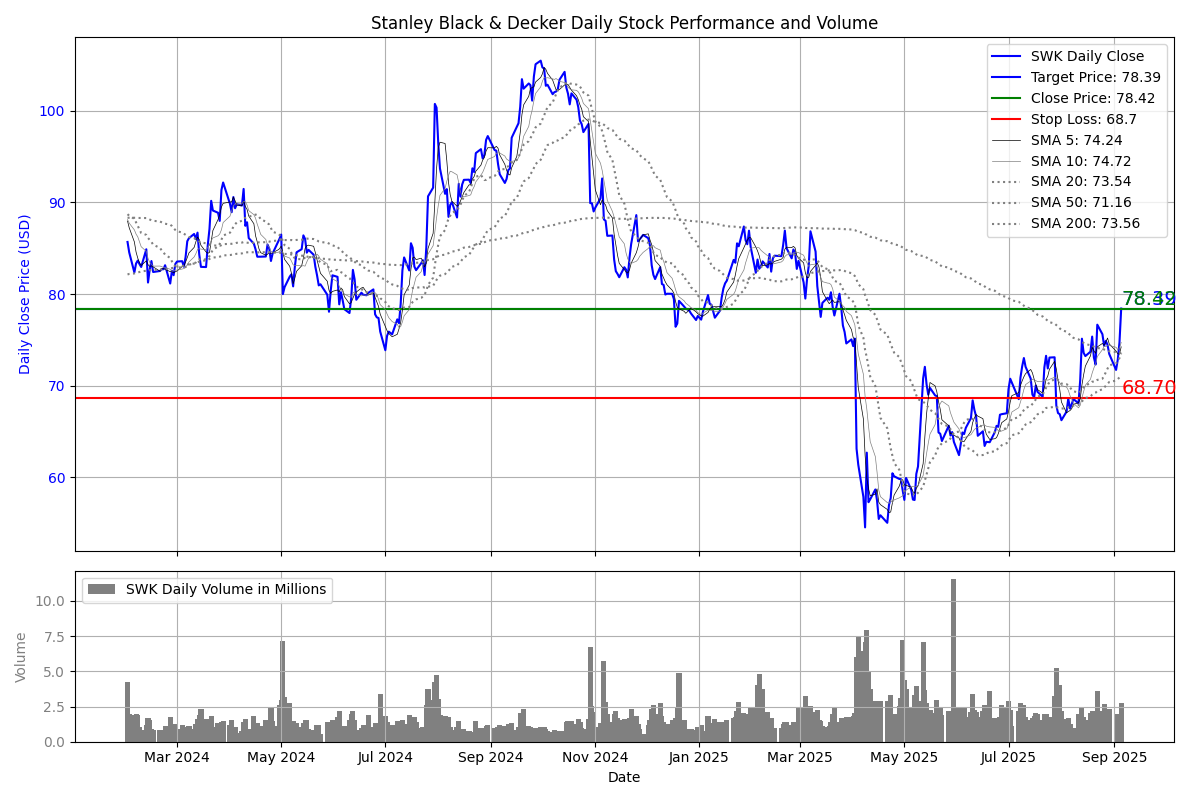 Stanley Black & Decker Daily Stock Performance and Volume
Daily Close Price (USD)
100
90
80
70
60
SWK Daily Close
Target Price: 78.39
Close Price: 78.42
Stop Loss: 68.7
SMA 5: 74.24
SMA 10: 74.72
SMA 20: 73.54
SMA 50: 71.16
SMA 200: 73.56
78.39
78.42
68.70
SWK Daily Volume in Millions
Volume
10.0
7.5
5.0
2.5
0.0
Mar 2024 May 2024 Jul 2024 Sep 2024 Nov 2024 Jan 2025 Mar 2025 May 2025 Jul 2025 Sep 2025
Date